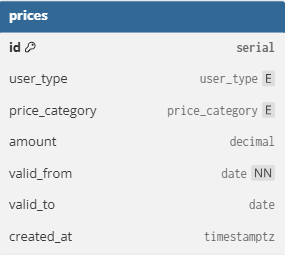 prices
id serial
user_type user_type E
price_category price_category E
amount decimal
valid_from date NN
valid_to date
created_at timestamptz